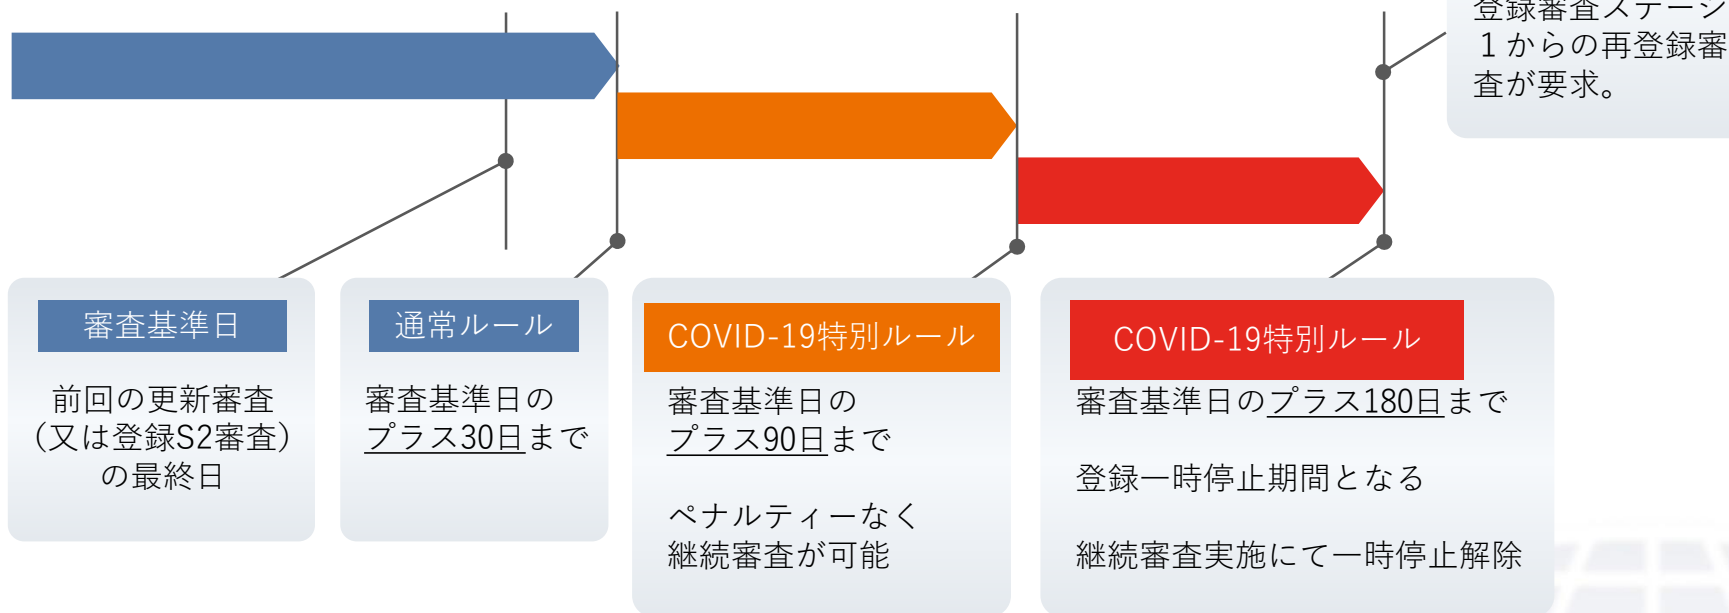 登録審査ステージ
１からの再登録審
査が要求。
審査基準日
前回の更新審査
（又は登録S2審査）
の最終日
通常ルール
審査基準日の
プラス30日まで
COVID-19特別ルール
審査基準日の
プラス90日まで
ペナルティーなく
継続審査が可能
COVID-19特別ルール
審査基準日のプラス180日まで
登録一時停止期間となる
継続審査実施にて一時停止解除